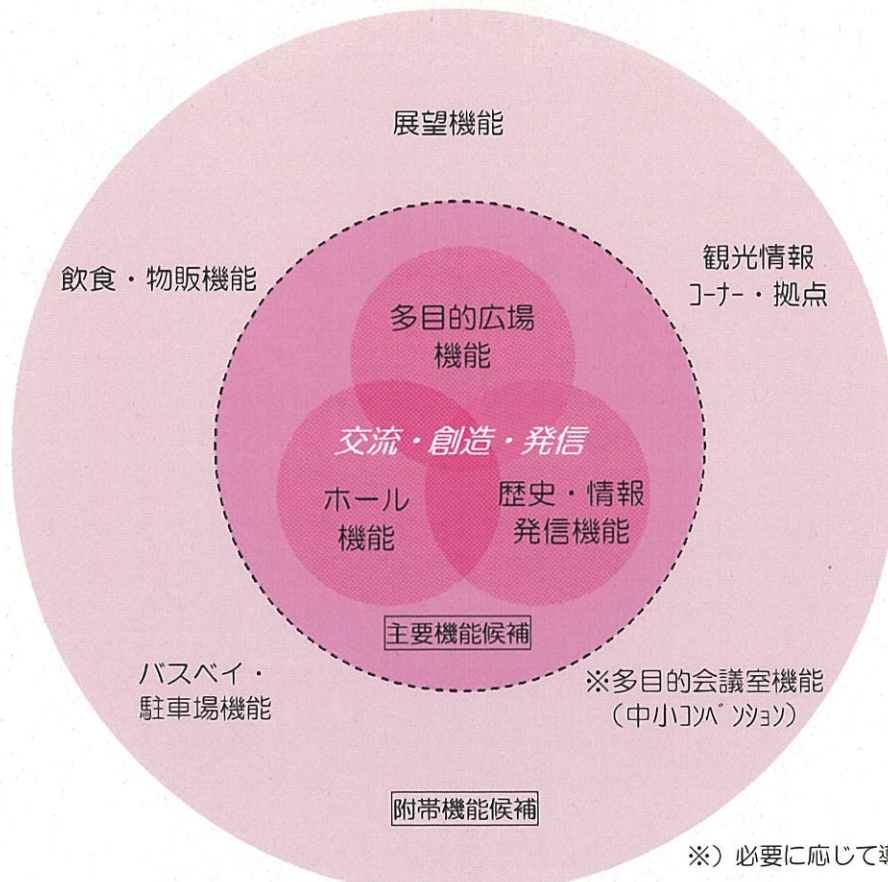 展望機能
飲食・物販機能
観光情報
コーナー・拠点
多目的広場
機能
交流・創造・発信
ホール
機能
歴史・情報
発信機能
主要機能候補
バスベイ・
駐車場機能
※多目的会議室機能
（中小コンベンション）
附帯機能候補
※）必要に応じて